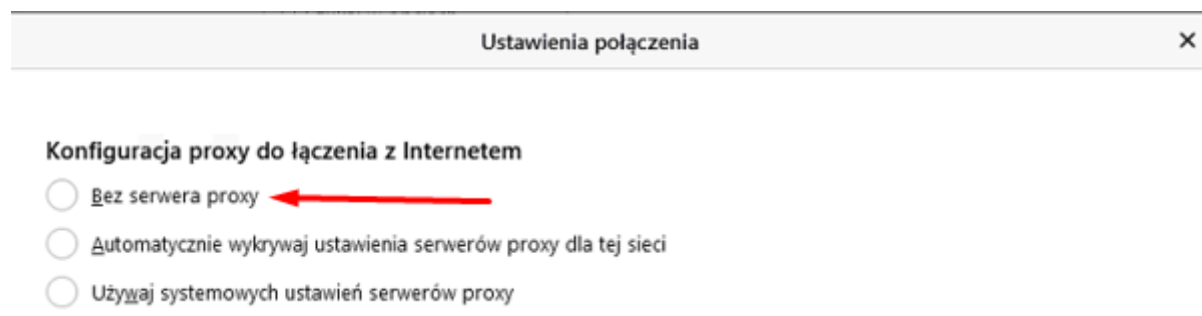 Ustawienia połączenia
Konfiguracja proxy do łączenia z Internetem
Bez serwera proxy
Automatycznie wykrywaj ustawienia serwerów proxy dla tej sieci
Używaj systemowych ustawień serwerów proxy